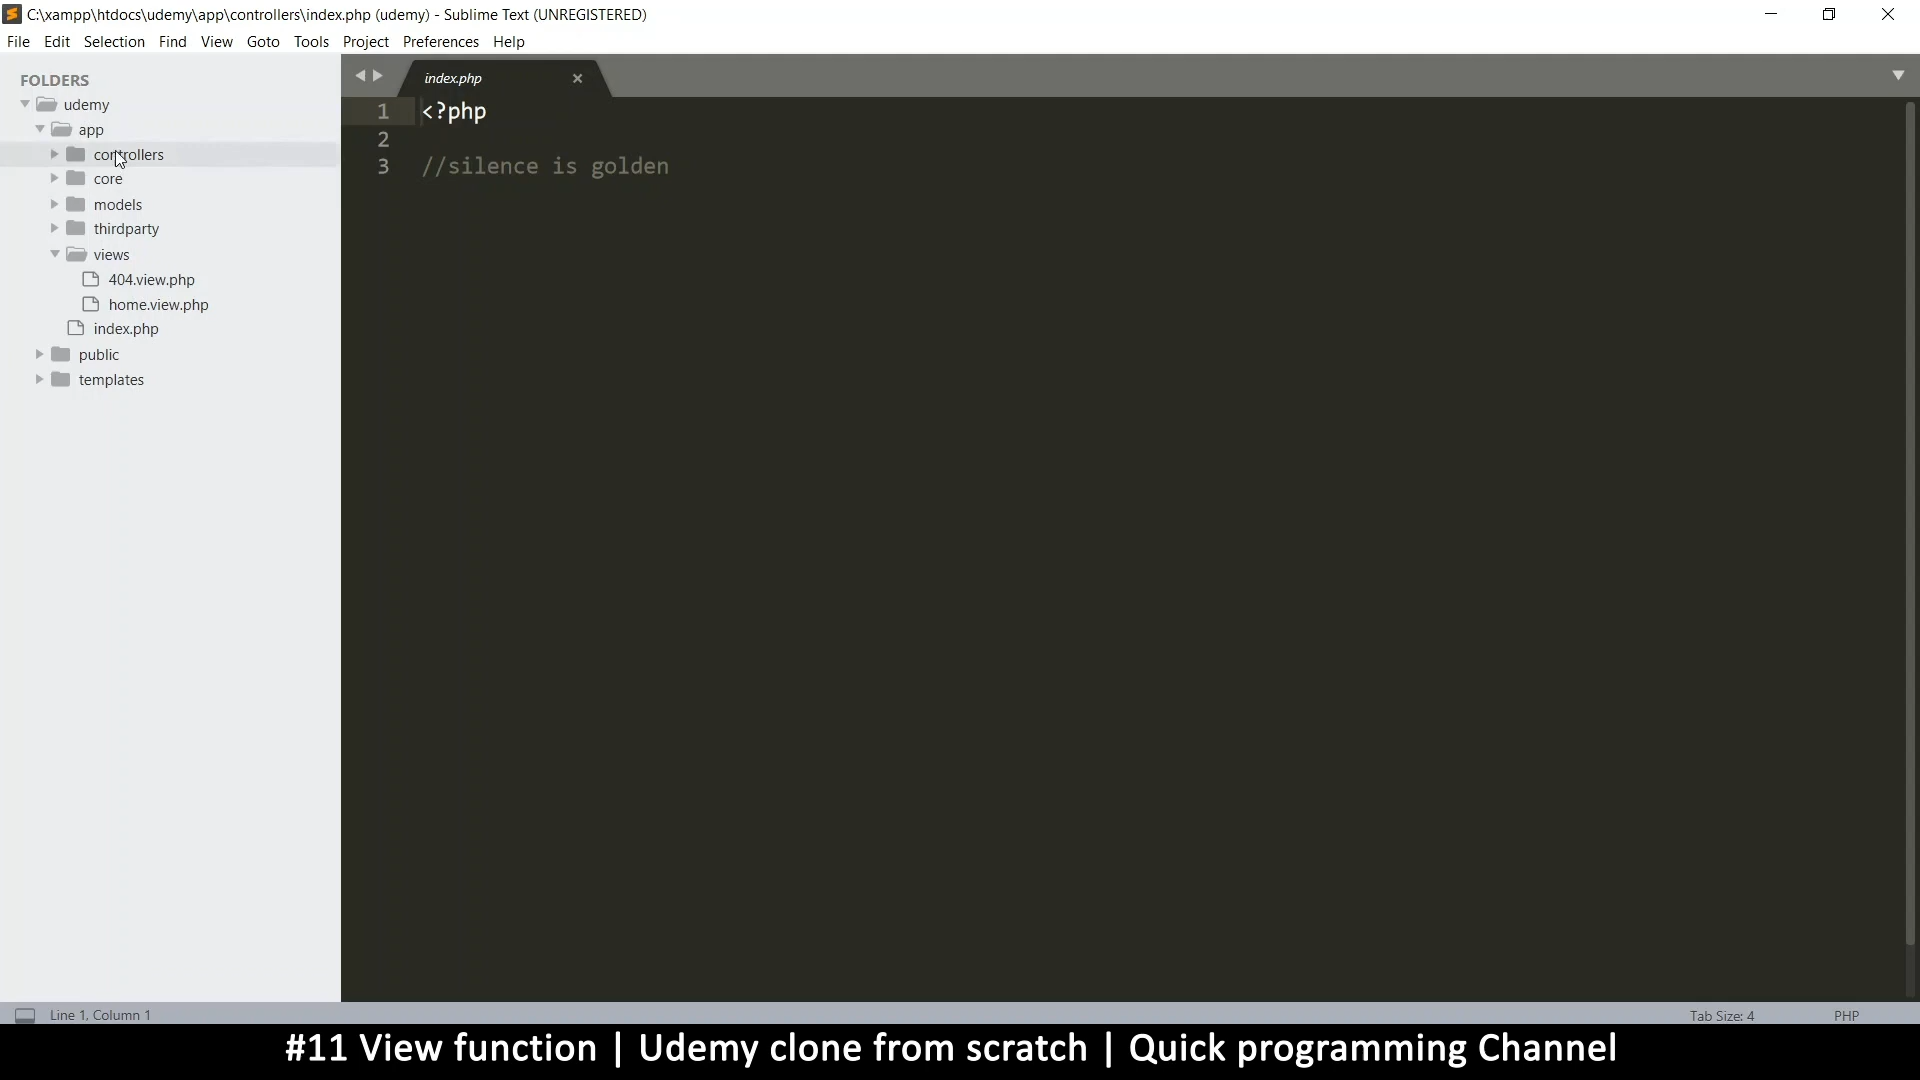 C:\xampp\htdocs\udemy\app\controllers\index.php (udemy) - Sublime Text (UNREGISTERED)
File Edit Selection Find View Goto Tools Project Preferences Help
FOLDERS
udemy
app
controllers
core
models
thirdparty
views
404.view.php
home.view.php
index.php
public
templates
index.php
1 <?php
2
3 //silence is golden
Line 1, Column 1
Tab Size: 4
PHP
#11 View function | Udemy clone from scratch | Quick programming Channel